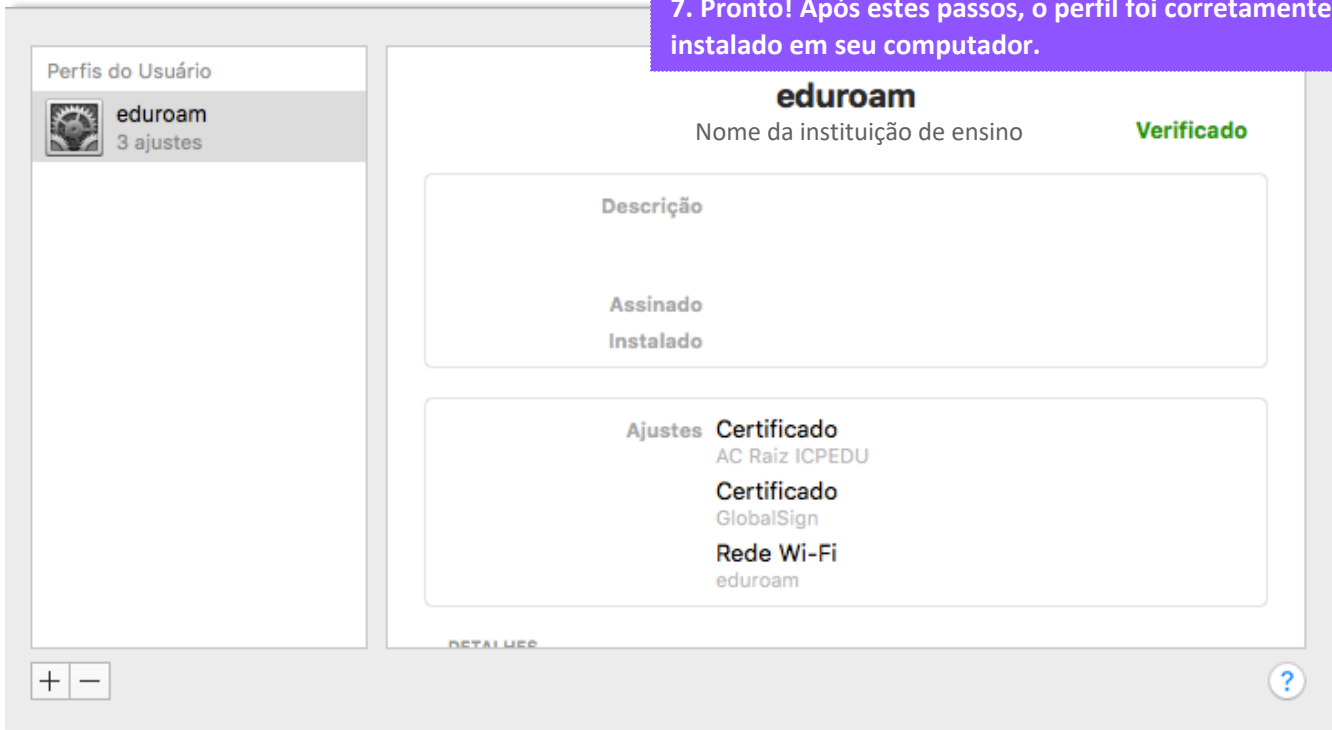 7. Pronto! Após estes passos, o perfil foi corretamente
instalado em seu computador.
Perfis do Usuário
eduroam
3 ajustes
eduroam
Nome da instituição de ensino
Verificado
Descrição
Assinado
Instalado
Ajustes Certificado
AC Raiz ICPEDU
Certificado
GlobalSign
Rede Wi-Fi
eduroam
DETALHES
+ −
?